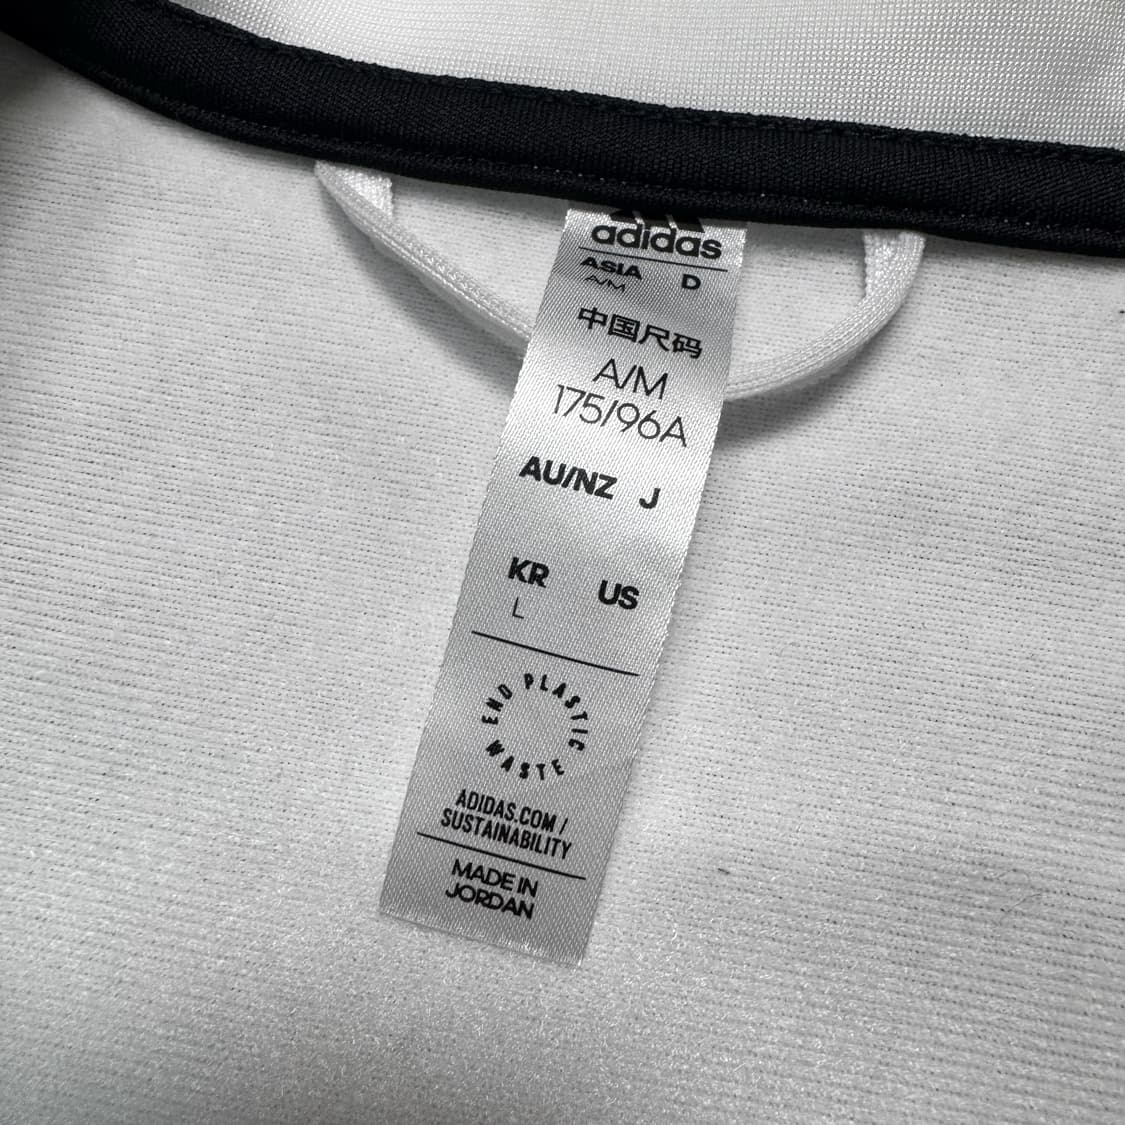 adidas
ASIA D
A/M
中国尺码
A/M
175/96A
AU/NZ J
KR US
L
END PLASTIC WASTE
ADIDAS.COM /
SUSTAINABILITY
MADE IN
JORDAN